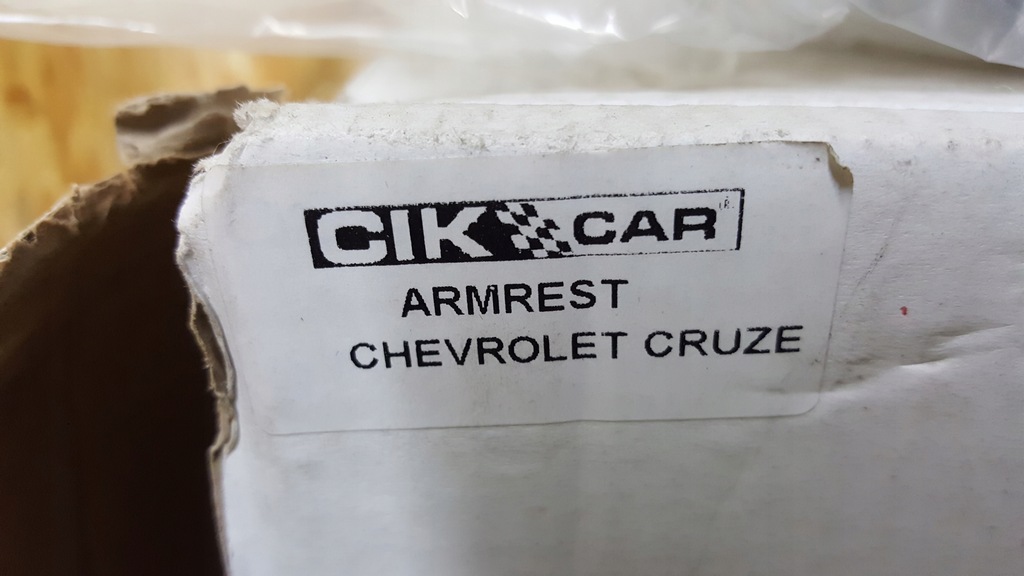 CIK CAR ®
ARMREST
CHEVROLET CRUZE